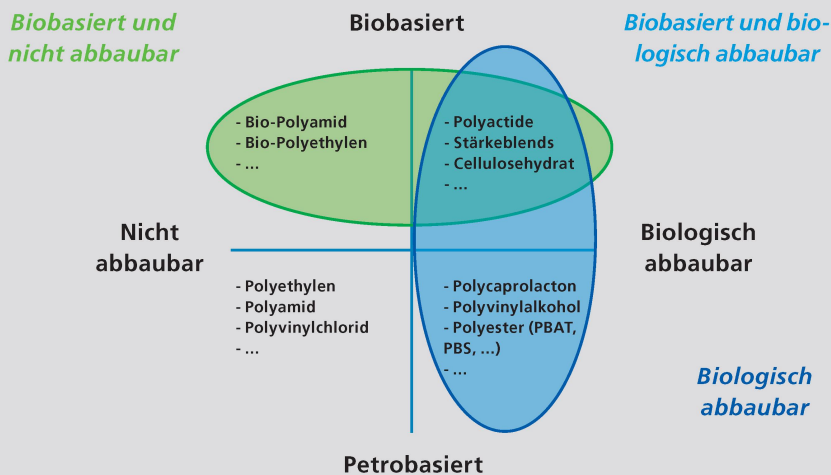 Biobasiert und
nicht abbaubar
Biobasiert
Biobasiert und bio-
logisch abbaubar
- Bio-Polyamid
- Bio-Polyethylen
- ...
- Polyactide
- Stärkeblends
- Cellulosehydrat
- ...
Nicht
abbaubar
Biologisch
abbaubar
- Polyethylen
- Polyamid
- Polyvinylchlorid
- ...
- Polycaprolacton
- Polyvinylalkohol
- Polyester (PBAT,
PBS, ...)
- ...
Biologisch
abbaubar
Petrobasiert